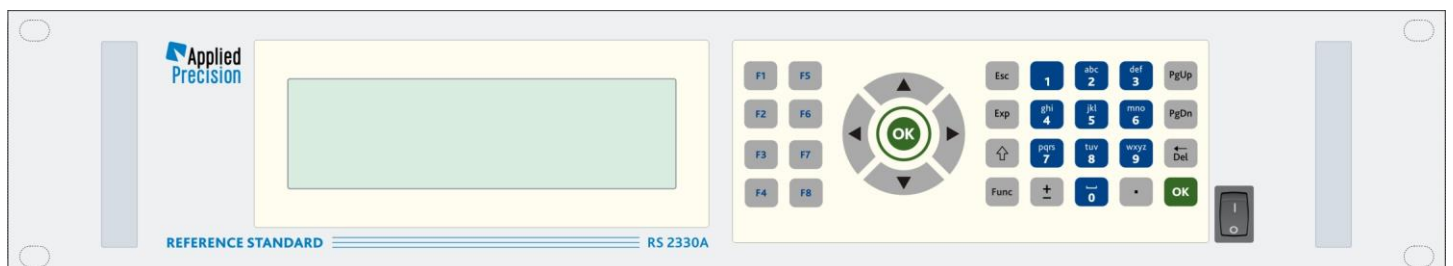 Applied
Precision
F1 F5
F2 F6
F3 F7
F4 F8
OK
Esc 1 abc 2 def 3 PgUp
Exp ghi 4 jkl 5 mno 6 PgDn
⇧ pqrs 7 tuv 8 wxyz 9 ← Del
Func ± ⎵ 0 . OK
I
O
REFERENCE STANDARD RS 2330A